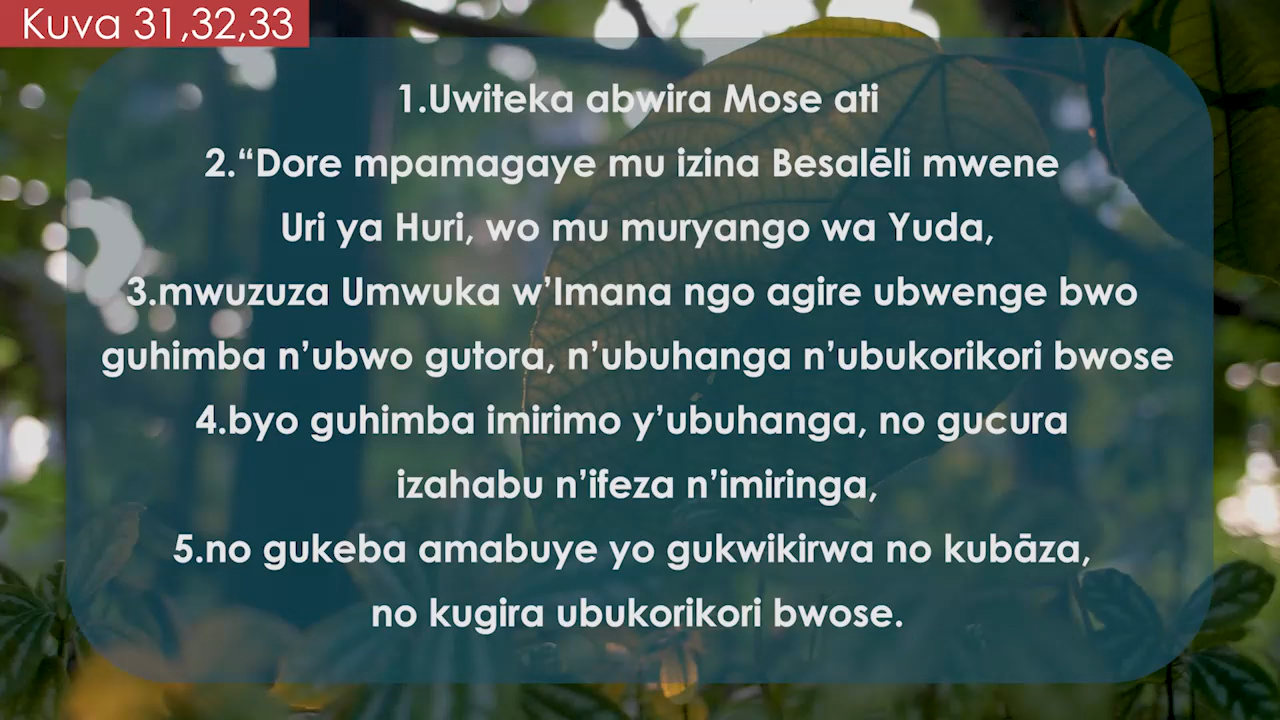 Kuva 31,32,33
1.Uwiteka abwira Mose ati
2.“Dore mpamagaye mu izina Besalēli mwene
Uri ya Huri, wo mu muryango wa Yuda,
3.mwuzuza Umwuka w’Imana ngo agire ubwenge bwo
guhimba n’ubwo gutora, n’ubuhanga n’ubukorikori bwose
4.byo guhimba imirimo y’ubuhanga, no gucura
izahabu n’ifeza n’imiringa,
5.no gukeba amabuye yo gukwikirwa no kubāza,
no kugira ubukorikori bwose.